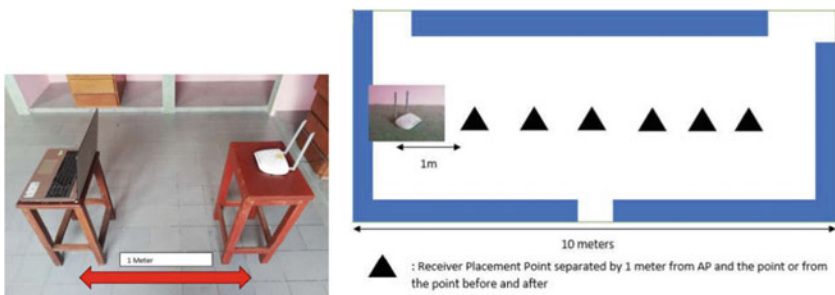 1 Meter
1m
10 meters
: Receiver Placement Point separated by 1 meter from AP and the point or from
the point before and after